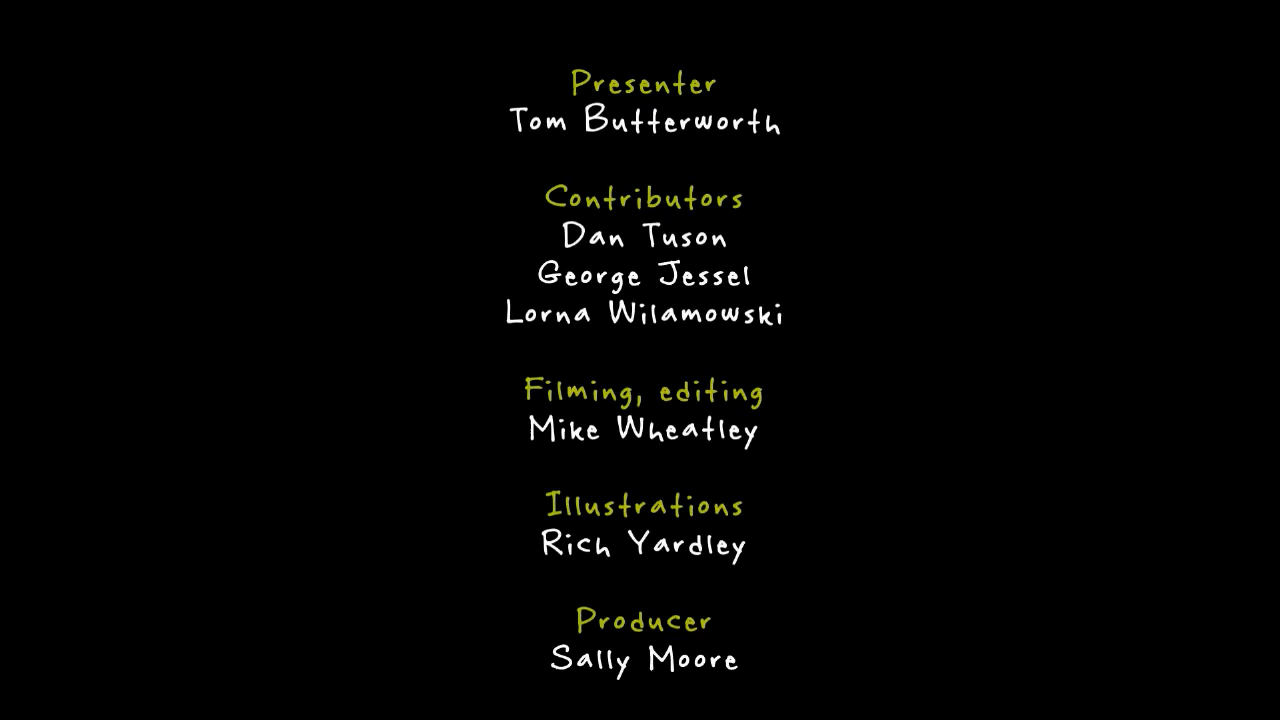 Presenter
Tom Butterworth
Contributors
Dan Tuson
George Jessel
Lorna Wilamowski
Filming, editing
Mike Wheatley
Illustrations
Rich Yardley
Producer
Sally Moore